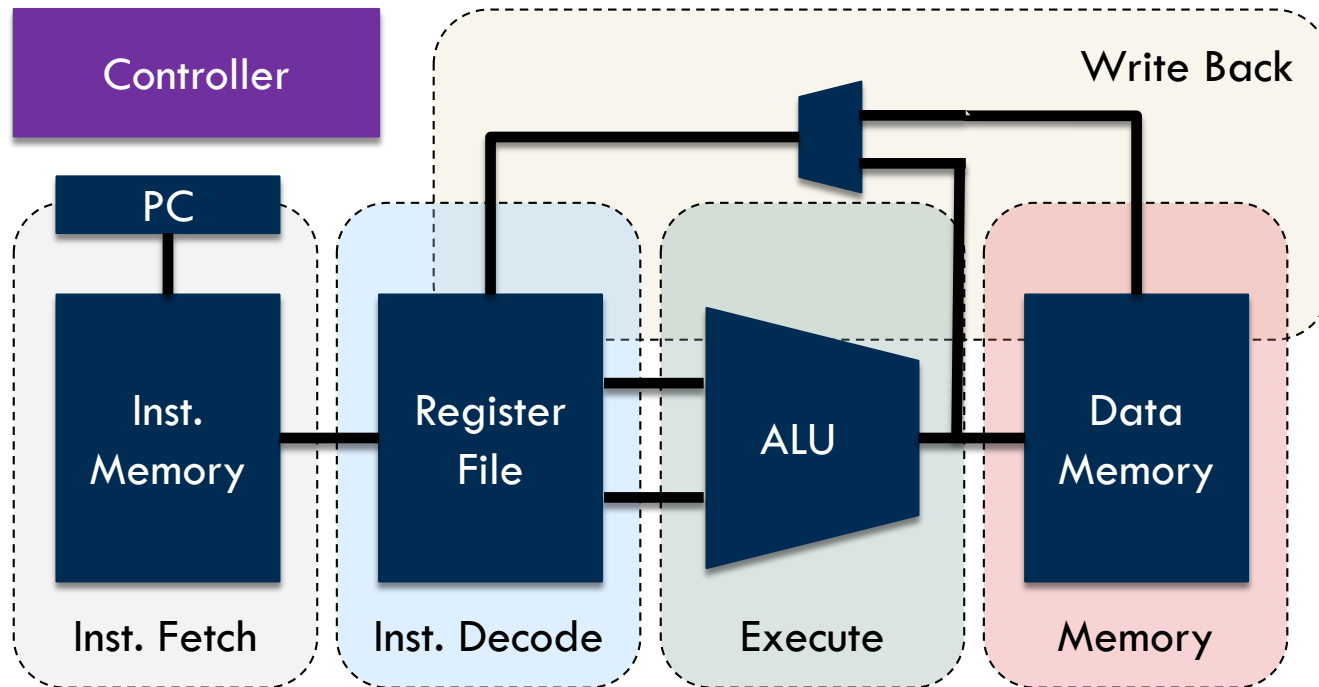 Controller
Write Back
PC
Inst.
Memory
Register
File
ALU
Data
Memory
Inst. Fetch
Inst. Decode
Execute
Memory